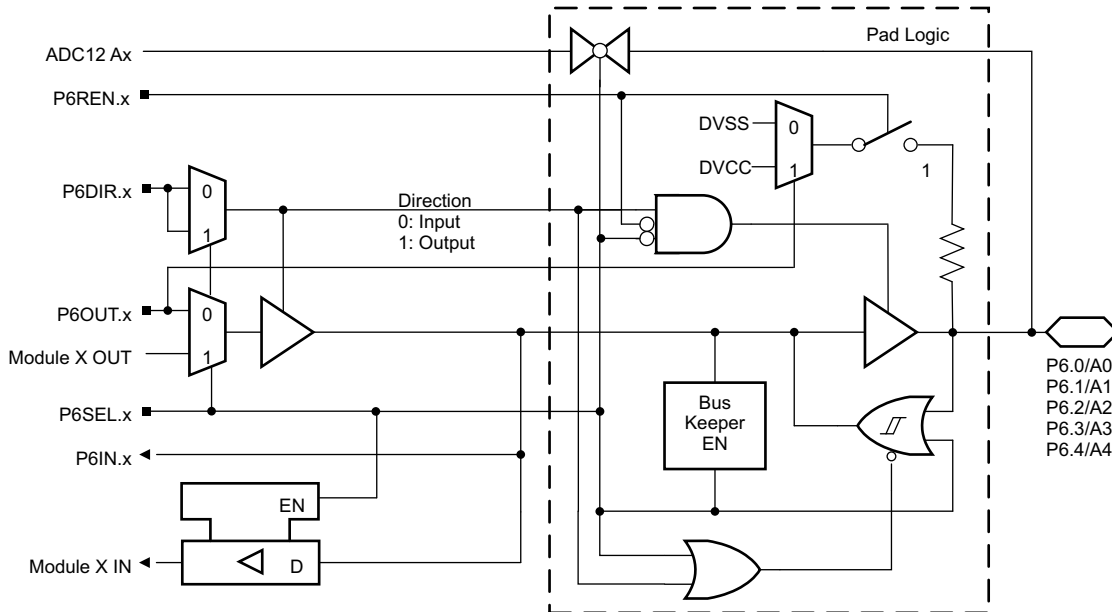 Pad Logic
ADC12 Ax
P6REN.x
DVSS
0
DVCC
1
1
P6DIR.x
0
1
Direction
0: Input
1: Output
P6OUT.x
0
Module X OUT
1
P6.0/A0
P6.1/A1
P6.2/A2
P6.3/A3
P6.4/A4
P6SEL.x
Bus
Keeper
EN
P6IN.x
EN
Module X IN
D